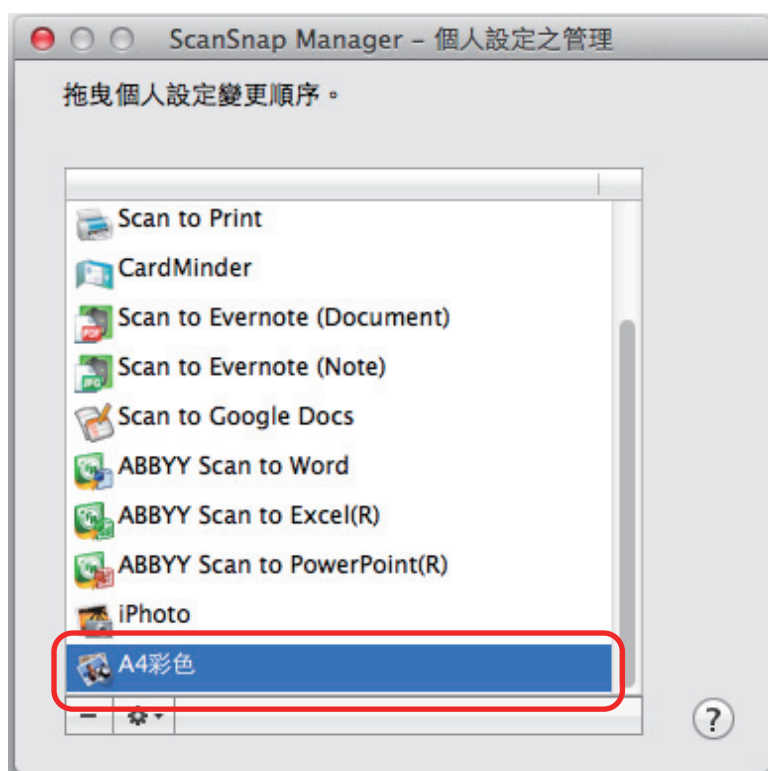 ScanSnap Manager – 個人設定之管理
拖曳個人設定變更順序。
Scan to Print
CardMinder
Scan to Evernote (Document)
Scan to Evernote (Note)
Scan to Google Docs
ABBYY Scan to Word
ABBYY Scan to Excel(R)
ABBYY Scan to PowerPoint(R)
iPhoto
A4彩色
?